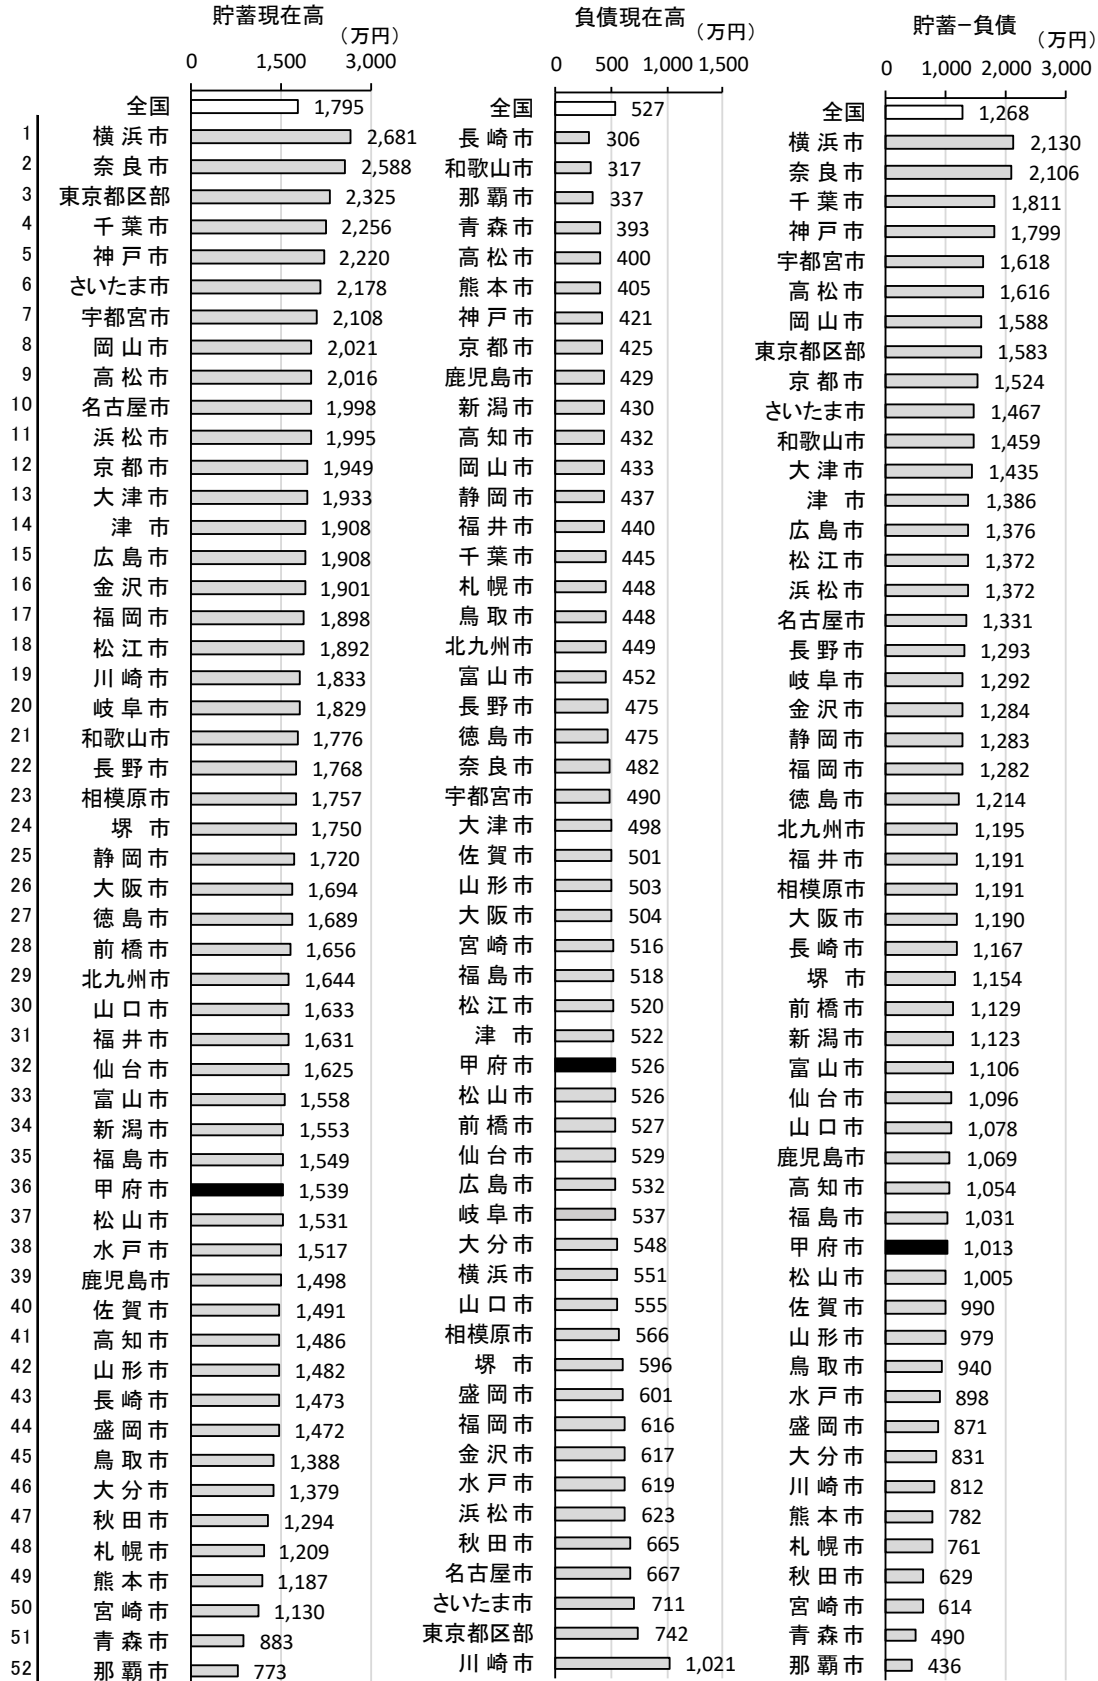 貯蓄現在高
（万円）
0 1,500 3,000
全国 1,795
1 横浜市 2,681
2 奈良市 2,588
3 東京都区部 2,325
4 千葉市 2,256
5 神戸市 2,220
6 さいたま市 2,178
7 宇都宮市 2,108
8 岡山市 2,021
9 高松市 2,016
10 名古屋市 1,998
11 浜松市 1,995
12 京都市 1,949
13 大津市 1,933
14 津市 1,908
15 広島市 1,908
16 金沢市 1,901
17 福岡市 1,898
18 松江市 1,892
19 川崎市 1,833
20 岐阜市 1,829
21 和歌山市 1,776
22 長野市 1,768
23 相模原市 1,757
24 堺市 1,750
25 静岡市 1,720
26 大阪市 1,694
27 徳島市 1,689
28 前橋市 1,656
29 北九州市 1,644
30 山口市 1,633
31 福井市 1,631
32 仙台市 1,625
33 富山市 1,558
34 新潟市 1,553
35 福島市 1,549
36 甲府市 1,539
37 松山市 1,531
38 水戸市 1,517
39 鹿児島市 1,498
40 佐賀市 1,491
41 高知市 1,486
42 山形市 1,482
43 長崎市 1,473
44 盛岡市 1,472
45 鳥取市 1,388
46 大分市 1,379
47 秋田市 1,294
48 札幌市 1,209
49 熊本市 1,187
50 宮崎市 1,130
51 青森市 883
52 那覇市 773
負債現在高
（万円）
0 500 1,000 1,500
全国 527
長崎市 306
和歌山市 317
那覇市 337
青森市 393
高松市 400
熊本市 405
神戸市 421
京都市 425
鹿児島市 429
新潟市 430
高知市 432
岡山市 433
静岡市 437
福井市 440
千葉市 445
札幌市 448
鳥取市 448
北九州市 449
富山市 452
長野市 475
徳島市 475
奈良市 482
宇都宮市 490
大津市 498
佐賀市 501
山形市 503
大阪市 504
宮崎市 516
福島市 518
松江市 520
津市 522
甲府市 526
松山市 526
前橋市 527
仙台市 529
広島市 532
岐阜市 537
大分市 548
横浜市 551
山口市 555
相模原市 566
堺市 596
盛岡市 601
福岡市 616
金沢市 617
水戸市 619
浜松市 623
秋田市 665
名古屋市 667
さいたま市 711
東京都区部 742
川崎市 1,021
貯蓄−負債
（万円）
0 1,000 2,000 3,000
全国 1,268
横浜市 2,130
奈良市 2,106
千葉市 1,811
神戸市 1,799
宇都宮市 1,618
高松市 1,616
岡山市 1,588
東京都区部 1,583
京都市 1,524
さいたま市 1,467
和歌山市 1,459
大津市 1,435
津市 1,386
広島市 1,376
松江市 1,372
浜松市 1,372
名古屋市 1,331
長野市 1,293
岐阜市 1,292
金沢市 1,284
静岡市 1,283
福岡市 1,282
徳島市 1,214
北九州市 1,195
福井市 1,191
相模原市 1,191
大阪市 1,190
長崎市 1,167
堺市 1,154
前橋市 1,129
新潟市 1,123
富山市 1,106
仙台市 1,096
山口市 1,078
鹿児島市 1,069
高知市 1,054
福島市 1,031
甲府市 1,013
松山市 1,005
佐賀市 990
山形市 979
鳥取市 940
水戸市 898
盛岡市 871
大分市 831
川崎市 812
熊本市 782
札幌市 761
秋田市 629
宮崎市 614
青森市 490
那覇市 436